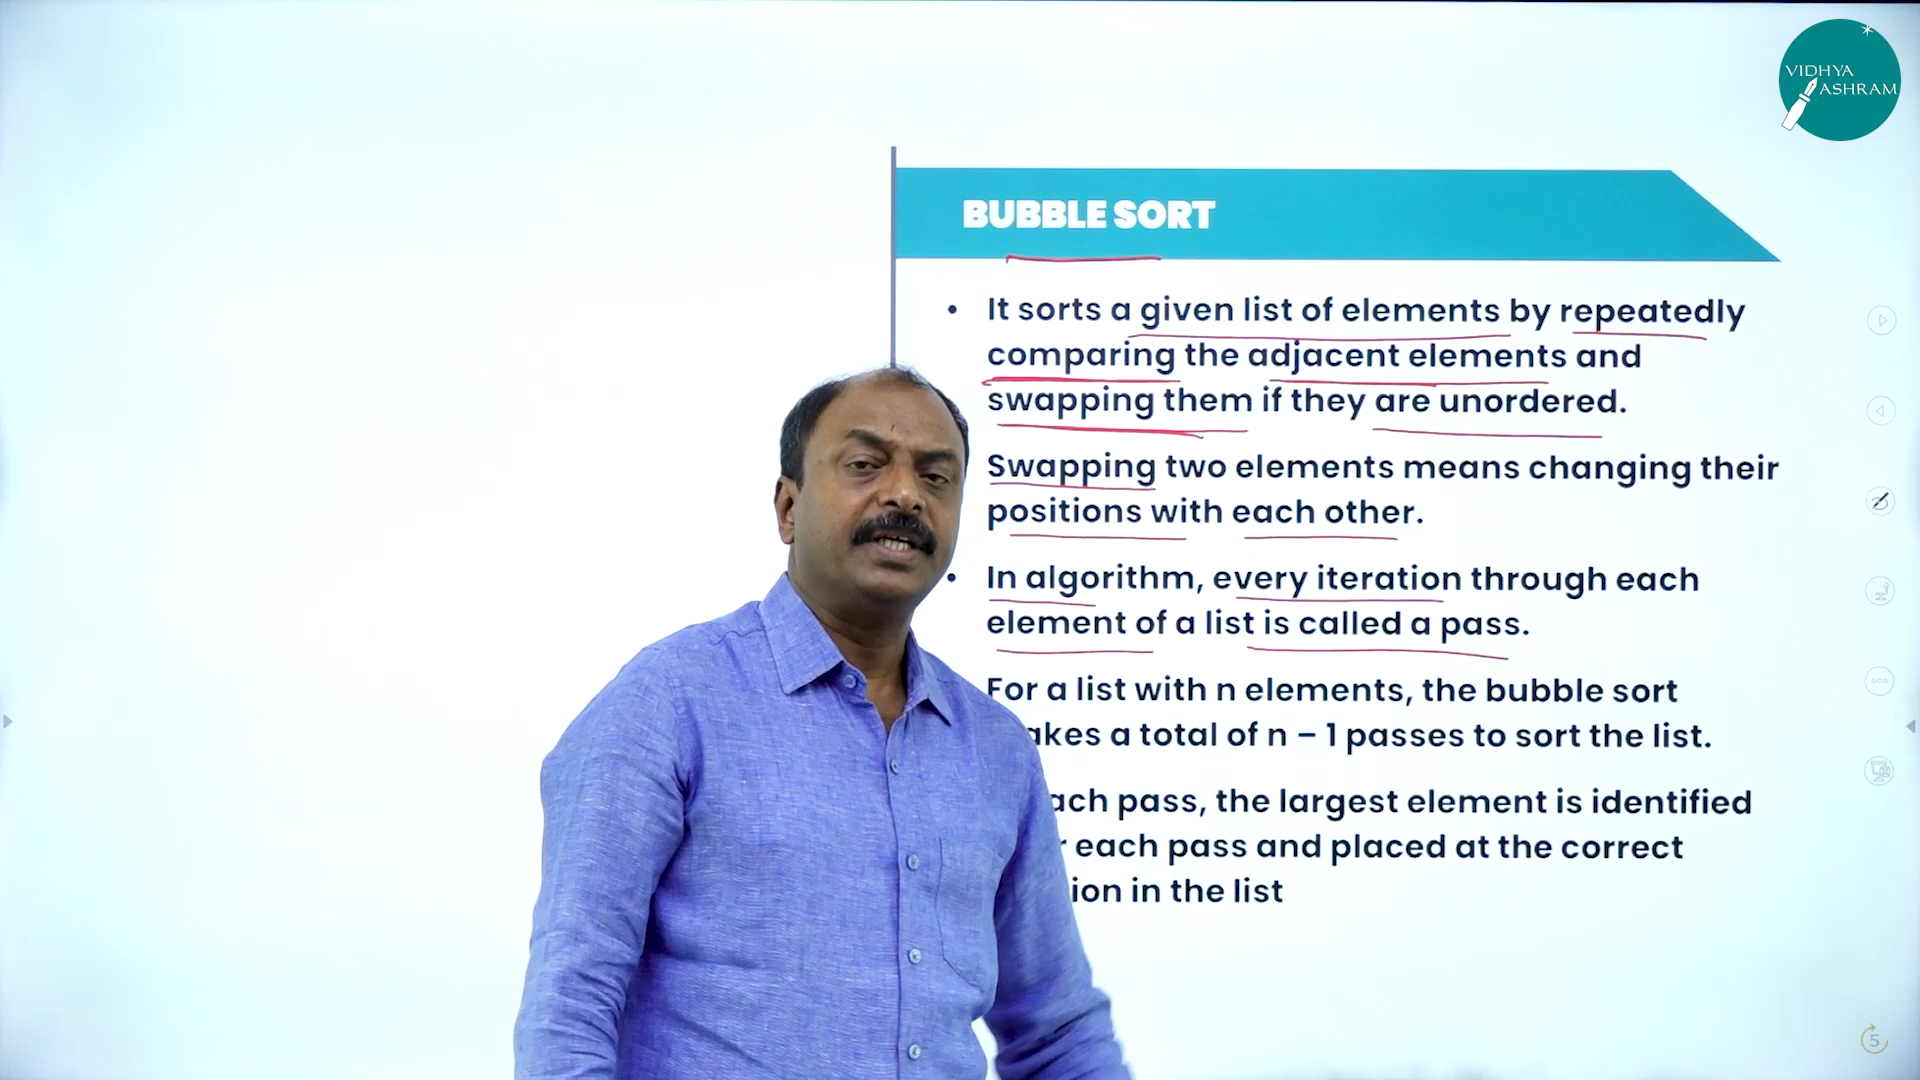 VIDHYA
ASHRAM
BUBBLE SORT
• It sorts a given list of elements by repeatedly
comparing the adjacent elements and
swapping them if they are unordered.
Swapping two elements means changing their
positions with each other.
• In algorithm, every iteration through each
element of a list is called a pass.
For a list with n elements, the bubble sort
akes a total of n – 1 passes to sort the list.
ach pass, the largest element is identified
r each pass and placed at the correct
ion in the list
5